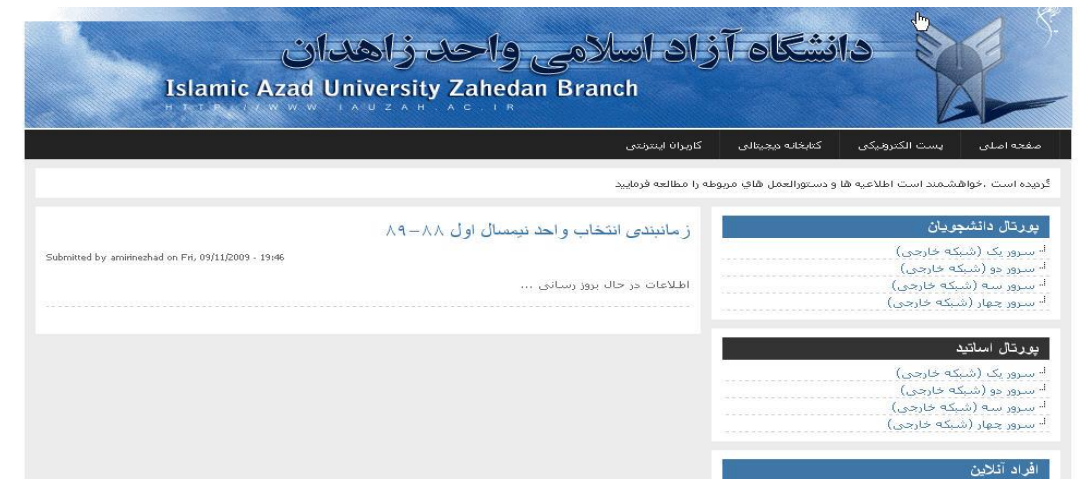 دانشگاه آزاد اسلامی واحد زاهدان
Islamic Azad University Zahedan Branch
HTTP://WWW.IAUZAH.AC.IR
صفحه اصلی پست الکترونیکی کتابخانه دیجیتالی کاربران اینترنتی
گردیده است ،خواهشمند است اطلاعیه ها و دستورالعمل هاي مربوطه را مطالعه فرمایید
پورتال دانشجویان
سرور یک (شبکه خارجی)
سرور دو (شبکه خارجی)
سرور سه (شبکه خارجی)
سرور چهار (شبکه خارجی)
پورتال اساتید
سرور یک (شبکه خارجی)
سرور دو (شبکه خارجی)
سرور سه (شبکه خارجی)
سرور چهار (شبکه خارجی)
افراد آنلاین
زمانبندی انتخاب واحد نیمسال اول ۸۸-۸۹
Submitted by amirinezhad on Fri, 09/11/2009 - 19:46
اطلاعات در حال بروز رسانی ...